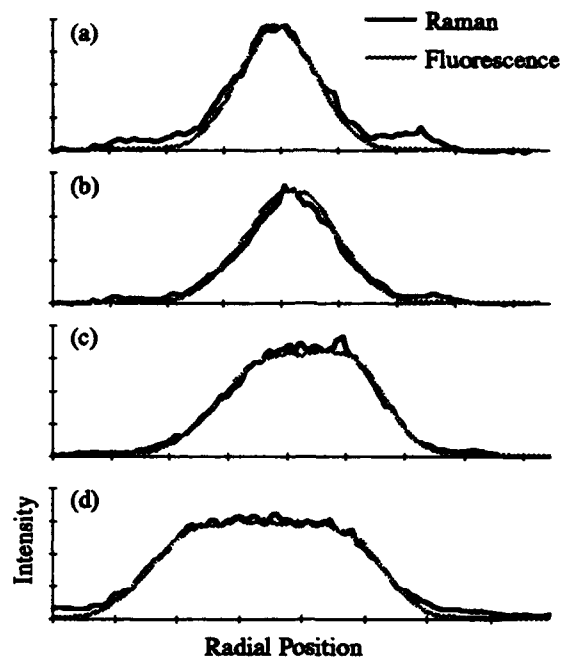 (a)
Raman
Fluorescence
(b)
(c)
(d)
Intensity
Radial Position